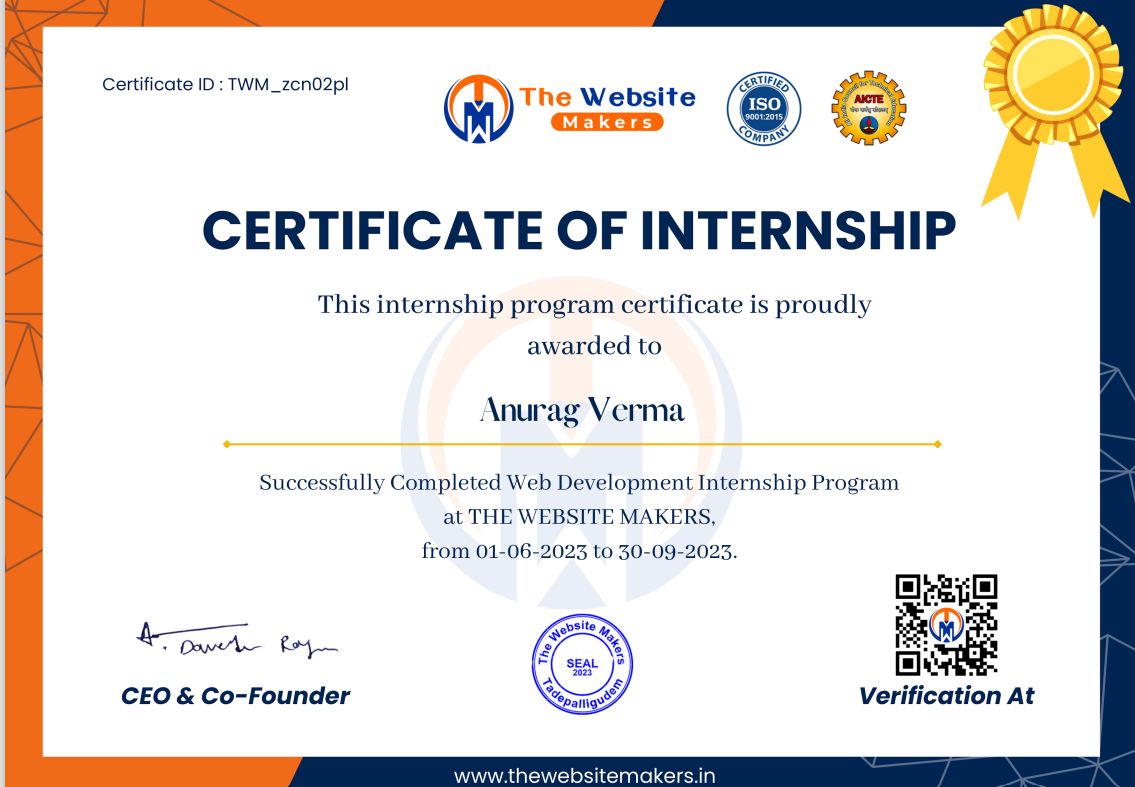 Certificate ID : TWM_zcn02pl
The Website
Makers
CERTIFIED
ISO
9001:2015
COMPANY
AICTE
CERTIFICATE OF INTERNSHIP
This internship program certificate is proudly
awarded to
Anurag Verma
Successfully Completed Web Development Internship Program
at THE WEBSITE MAKERS,
from 01-06-2023 to 30-09-2023.
The Website Makers
SEAL
2023
Tadepalligudem
CEO & Co-Founder
Verification At
www.thewebsitemakers.in